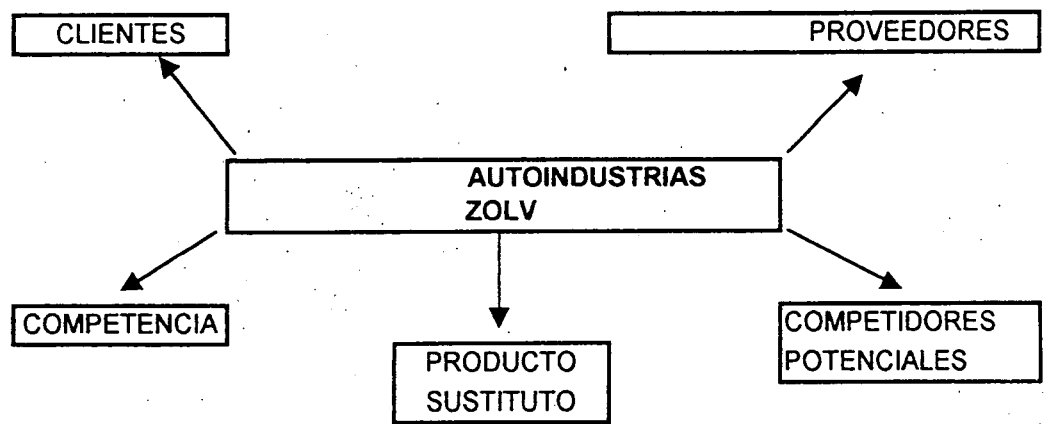 CLIENTES
PROVEEDORES
AUTOINDUSTRIAS
ZOLV
COMPETENCIA
PRODUCTO
SUSTITUTO
COMPETIDORES
POTENCIALES